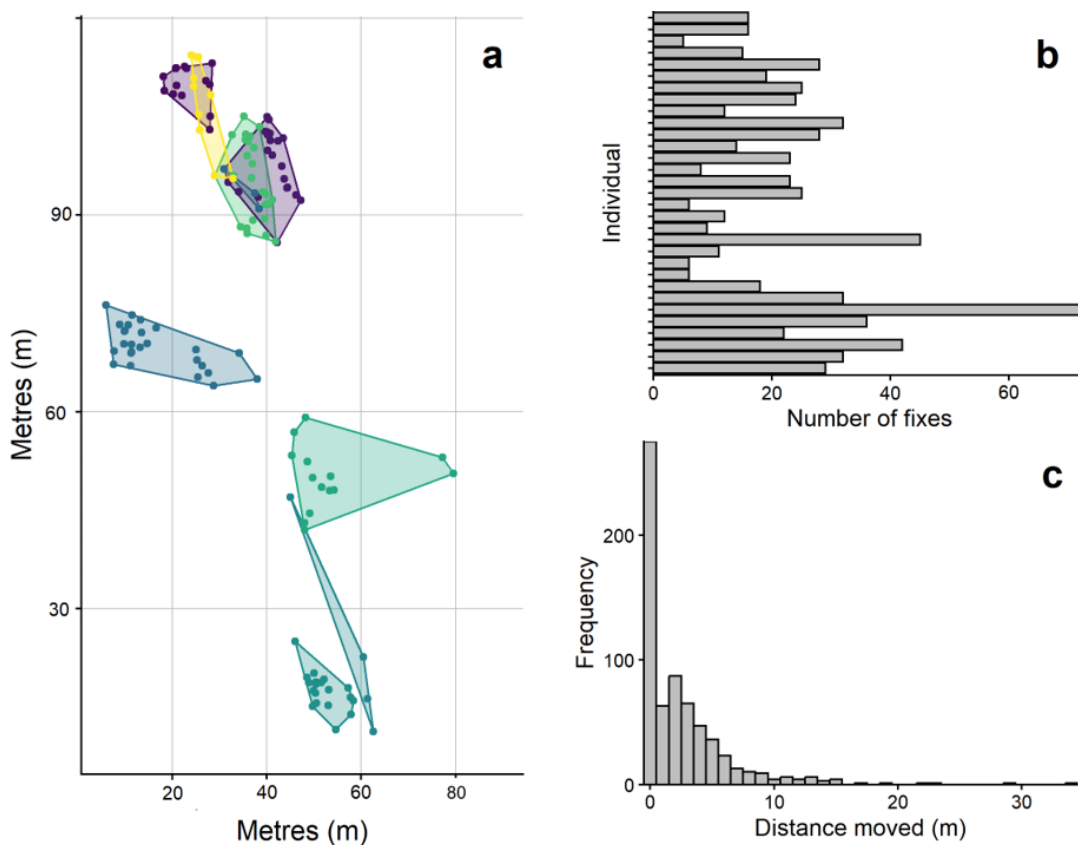 a
90
60
30
Metres (m)
20
40
60
80
Metres (m)
b
Individual
0
20
40
60
Number of fixes
c
200
100
0
Frequency
0
10
20
30
Distance moved (m)